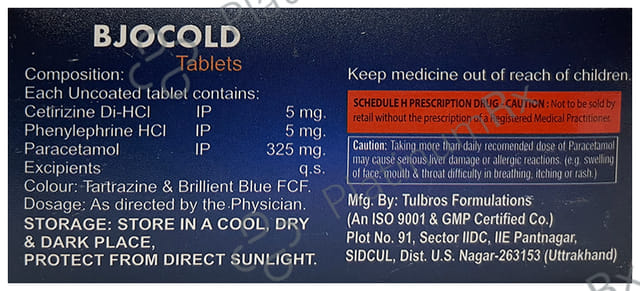 BJOCOLD
Tablets
Composition:
Each Uncoated tablet contains:
Cetirizine Di-HCl IP 5 mg.
Phenylephrine HCl IP 5 mg.
Paracetamol IP 325 mg.
Excipients q.s.
Colour: Tartrazine & Brillient Blue FCF.
Dosage: As directed by the Physician.
STORAGE: STORE IN A COOL, DRY
& DARK PLACE,
PROTECT FROM DIRECT SUNLIGHT.
Keep medicine out of reach of children.
SCHEDULE H PRESCRIPTION DRUG - CAUTION : Not to be sold by
retail without the prescription of a Registered Medical Practitioner.
Caution: Taking more than daily recomended dose of Paracetamol
may cause serious liver damage or allergic reactions. (e.g. swelling
of face, mouth & throat difficulty in breathing, itching or rash.)
Mfg. By: Tulbros Formulations
(An ISO 9001 & GMP Certified Co.)
Plot No. 91, Sector IIDC, IIE Pantnagar,
SIDCUL, Dist. U.S. Nagar-263153 (Uttrakhand)
PlatinumRx